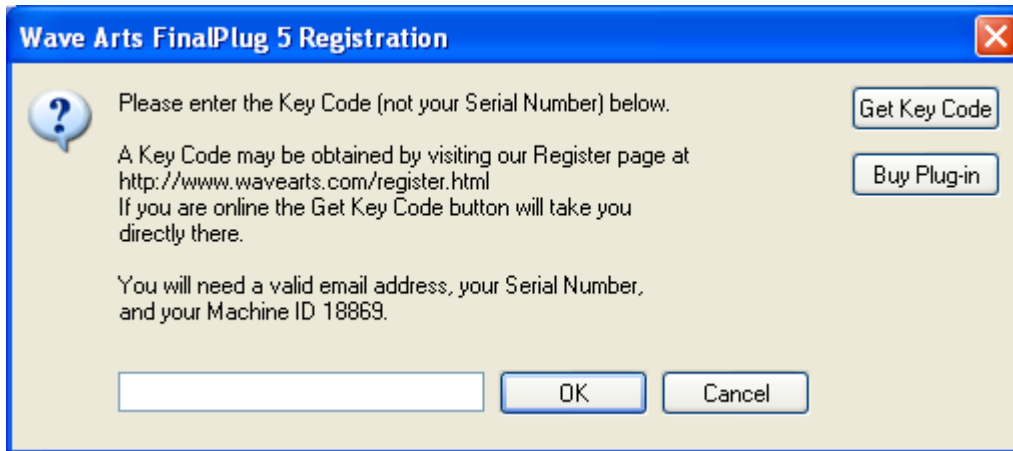 Wave Arts FinalPlug 5 Registration
Please enter the Key Code (not your Serial Number) below.
Get Key Code
A Key Code may be obtained by visiting our Register page at
http://www.wavearts.com/register.html
If you are online the Get Key Code button will take you
directly there.
Buy Plug-in
You will need a valid email address, your Serial Number,
and your Machine ID 18869.
OK
Cancel